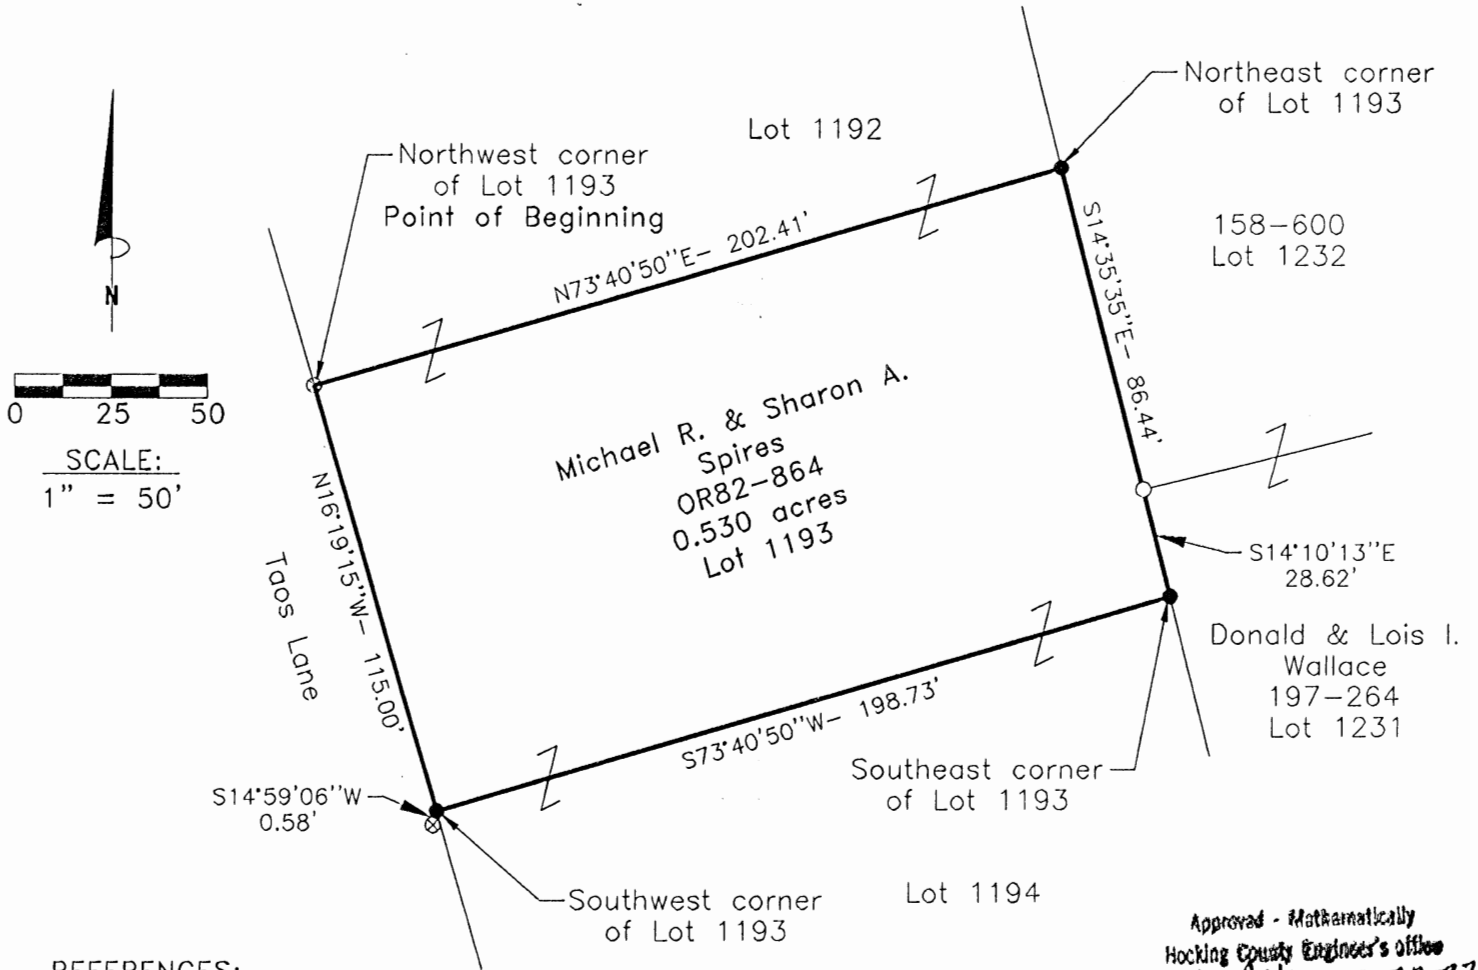 Northeast corner
of Lot 1193
Lot 1192
Northwest corner
of Lot 1193
Point of Beginning
N73°40'50"E– 202.41'
S14°35'35"E– 86.44'
158–600
Lot 1232
N
0 25 50
SCALE:
1" = 50'
Michael R. & Sharon A.
Spires
OR82–864
0.530 acres
Lot 1193
N16°19'15"W– 115.00'
Taos Lane
S14°10'13"E
28.62'
Donald & Lois I.
Wallace
197–264
Lot 1231
S73°40'50"W– 198.73'
Southeast corner
of Lot 1193
S14°59'06"W
0.58'
Southwest corner
of Lot 1193
Lot 1194
Approved - Mathematically
Hocking County Engineer's office
REFERENCES: